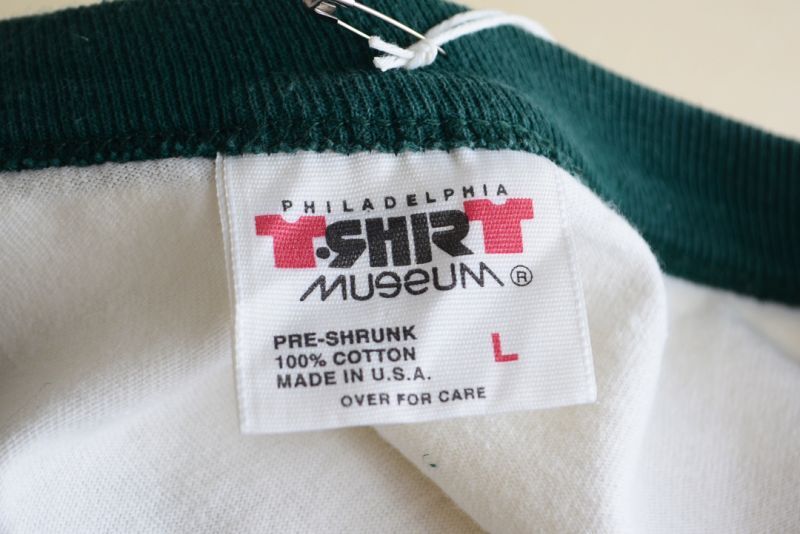 PHILADELPHIA
T-SHIRT
MUSEUM ®
PRE-SHRUNK
100% COTTON
MADE IN U.S.A.
L
OVER FOR CARE